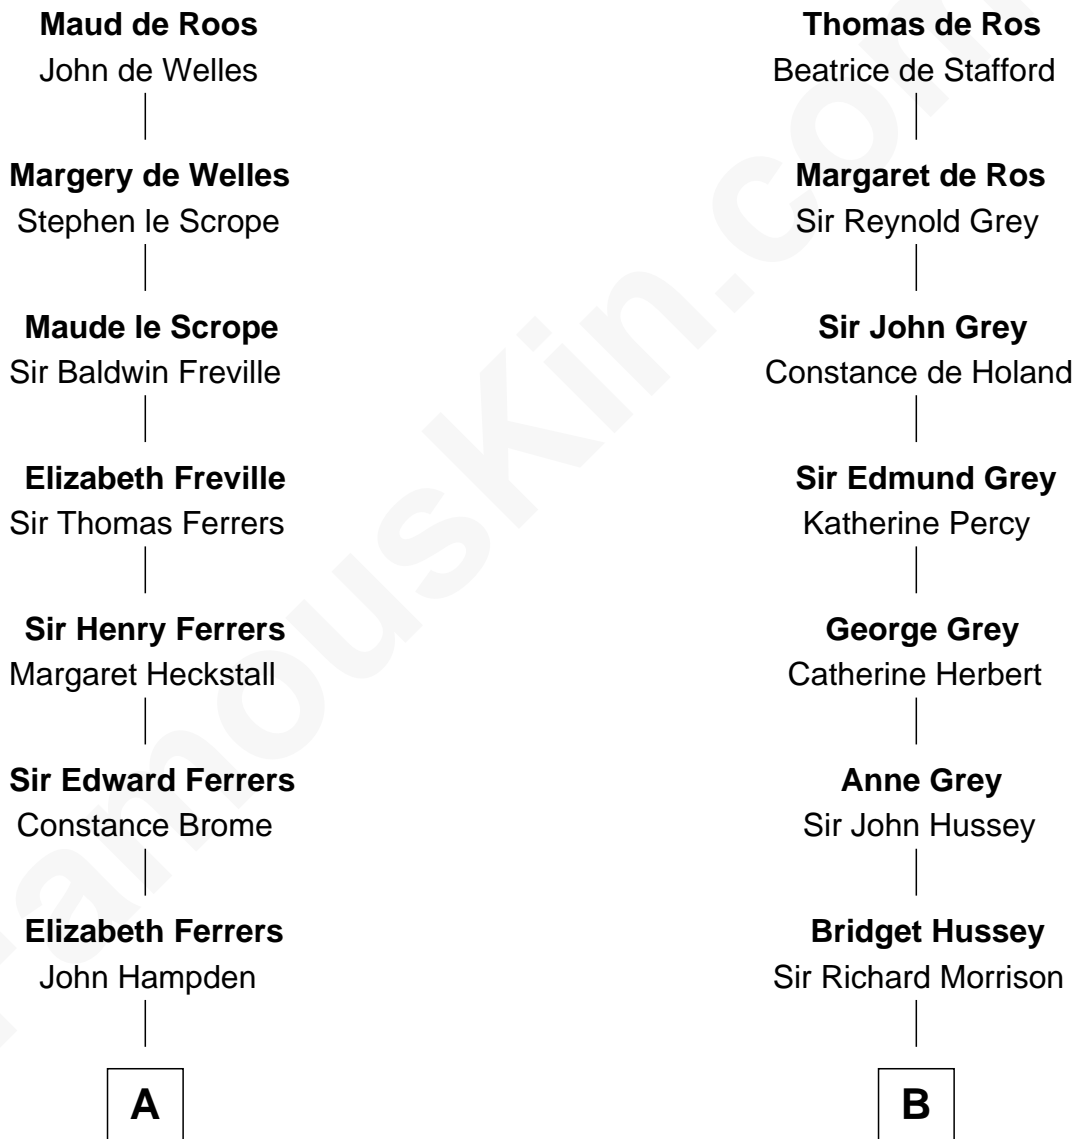 Maud de Roos
John de Welles
Margery de Welles
Stephen le Scrope
Maude le Scrope
Sir Baldwin Freville
Elizabeth Freville
Sir Thomas Ferrers
Sir Henry Ferrers
Margaret Heckstall
Sir Edward Ferrers
Constance Brome
Elizabeth Ferrers
John Hampden
A
Thomas de Ros
Beatrice de Stafford
Margaret de Ros
Sir Reynold Grey
Sir John Grey
Constance de Holand
Sir Edmund Grey
Katherine Percy
George Grey
Catherine Herbert
Anne Grey
Sir John Hussey
Bridget Hussey
Sir Richard Morrison
B
FamousKin.com